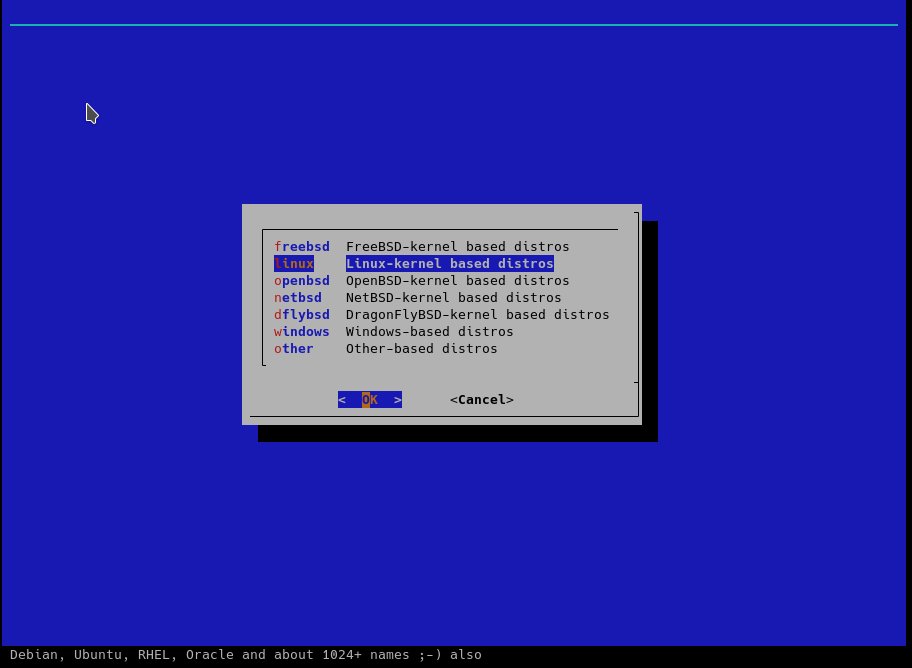 freebsd FreeBSD-kernel based distros
linux Linux-kernel based distros
openbsd OpenBSD-kernel based distros
netbsd NetBSD-kernel based distros
dflybsd DragonFlyBSD-kernel based distros
windows Windows-based distros
other Other-based distros
< OK > <Cancel>
Debian, Ubuntu, RHEL, Oracle and about 1024+ names ;-) also